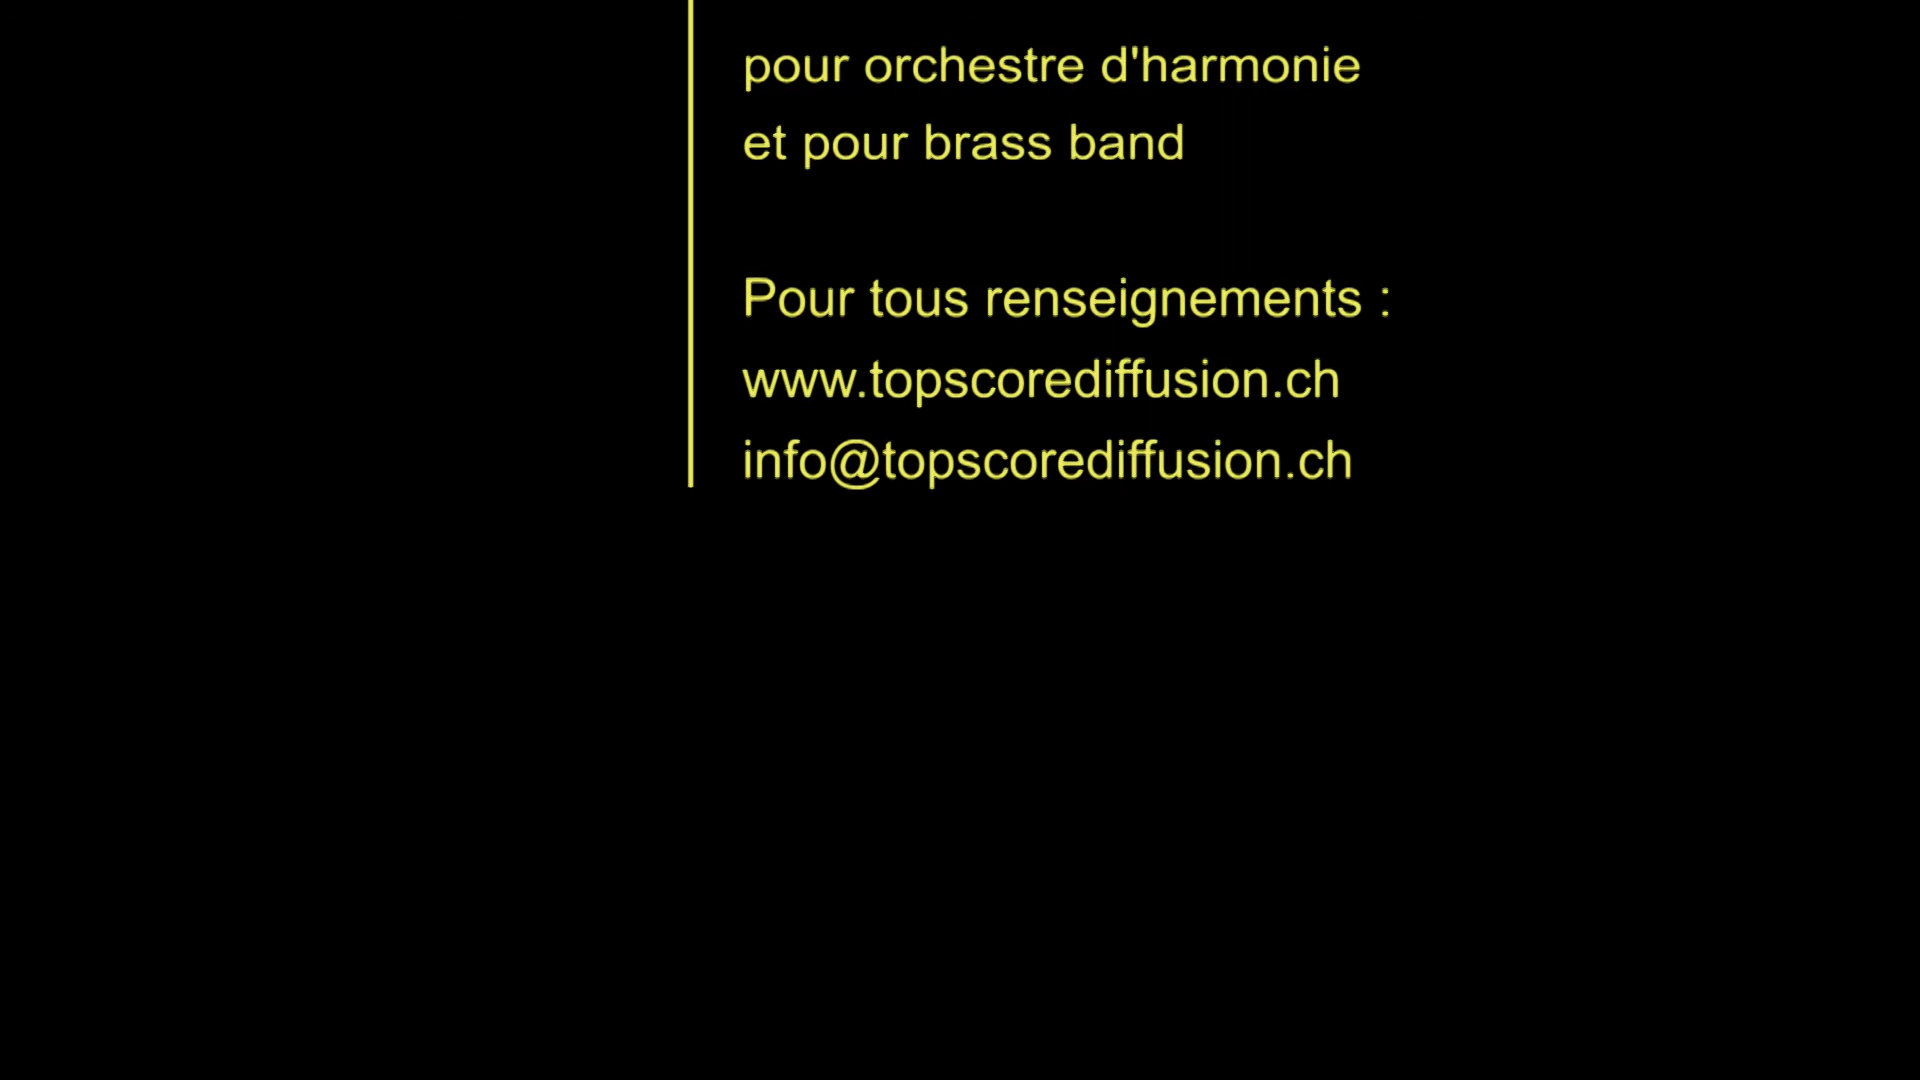 pour orchestre d'harmonie
et pour brass band
Pour tous renseignements :
www.topscorediffusion.ch
info@topscorediffusion.ch